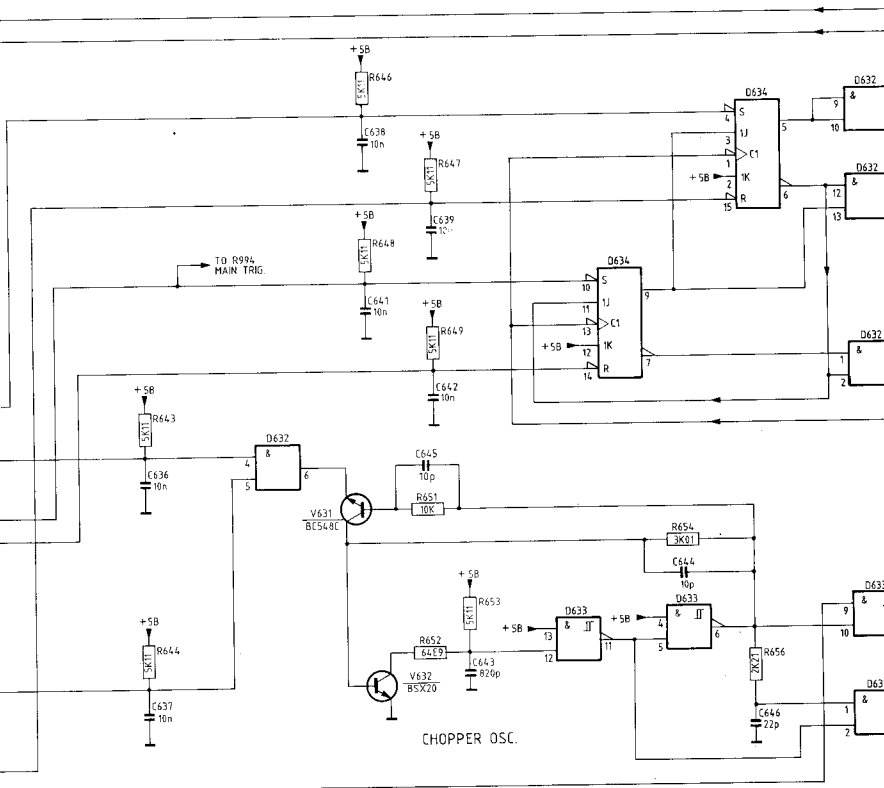 +5B
R646
5K11
C638
10n
+5B
R647
5K11
C639
10n
D634
S
4
1J
3
C1
1
+5B
1K
2
R
15
5
6
D632
&
9
10
D632
&
12
13
TO R994
MAIN TRIG.
+5B
R648
5K11
C641
10n
+5B
R649
5K11
C642
10n
D634
S
10
1J
11
C1
13
+5B
1K
12
R
14
9
7
D632
&
1
2
+5B
R643
5K11
C636
10n
D632
&
4
5
6
C645
10p
R651
10K
V631
BC548C
R654
3K01
C644
10p
+5B
R653
5K11
R652
64E9
C643
820p
V632
BSX20
+5B
D633
&
13
12
11
+5B
D633
&
4
5
6
R656
2K21
C646
22p
D633
&
9
10
&
1
2
+5B
R644
5K11
C637
10n
CHOPPER OSC.